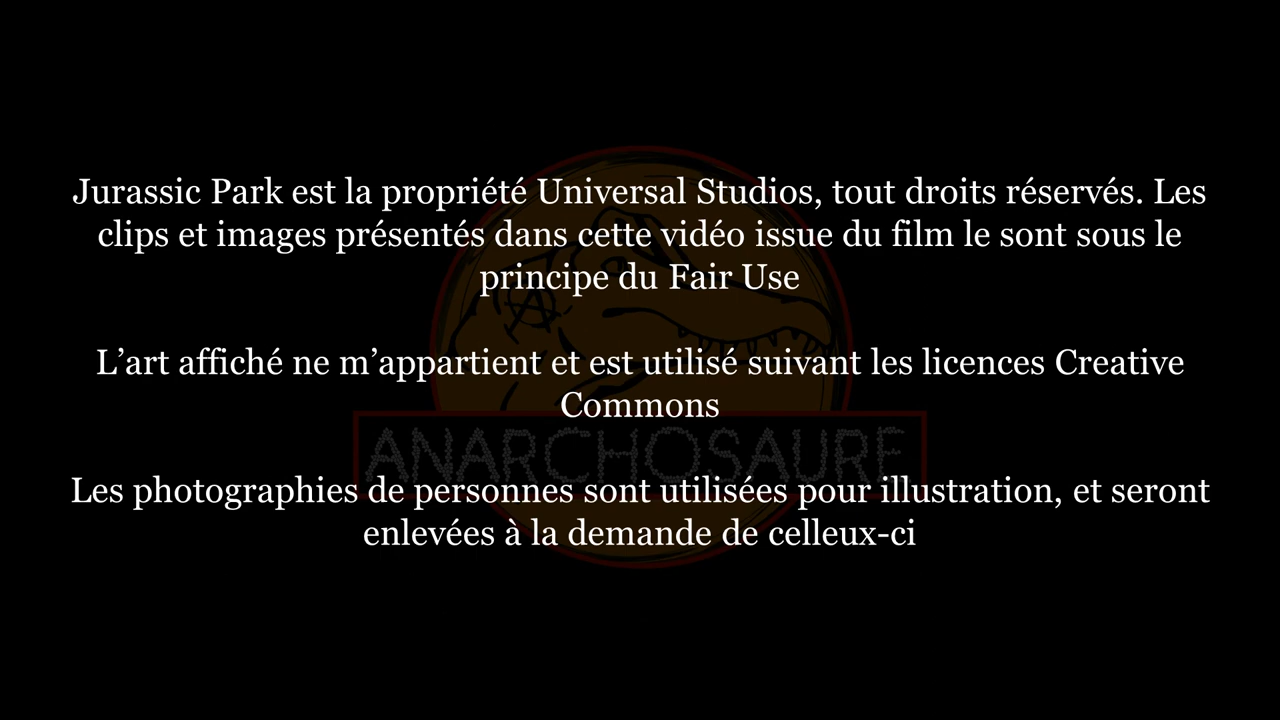 Jurassic Park est la propriété Universal Studios, tout droits réservés. Les
clips et images présentés dans cette vidéo issue du film le sont sous le
principe du Fair Use
L’art affiché ne m’appartient et est utilisé suivant les licences Creative
Commons
ANARCHOSAURE
Les photographies de personnes sont utilisées pour illustration, et seront
enlevées à la demande de celleux-ci